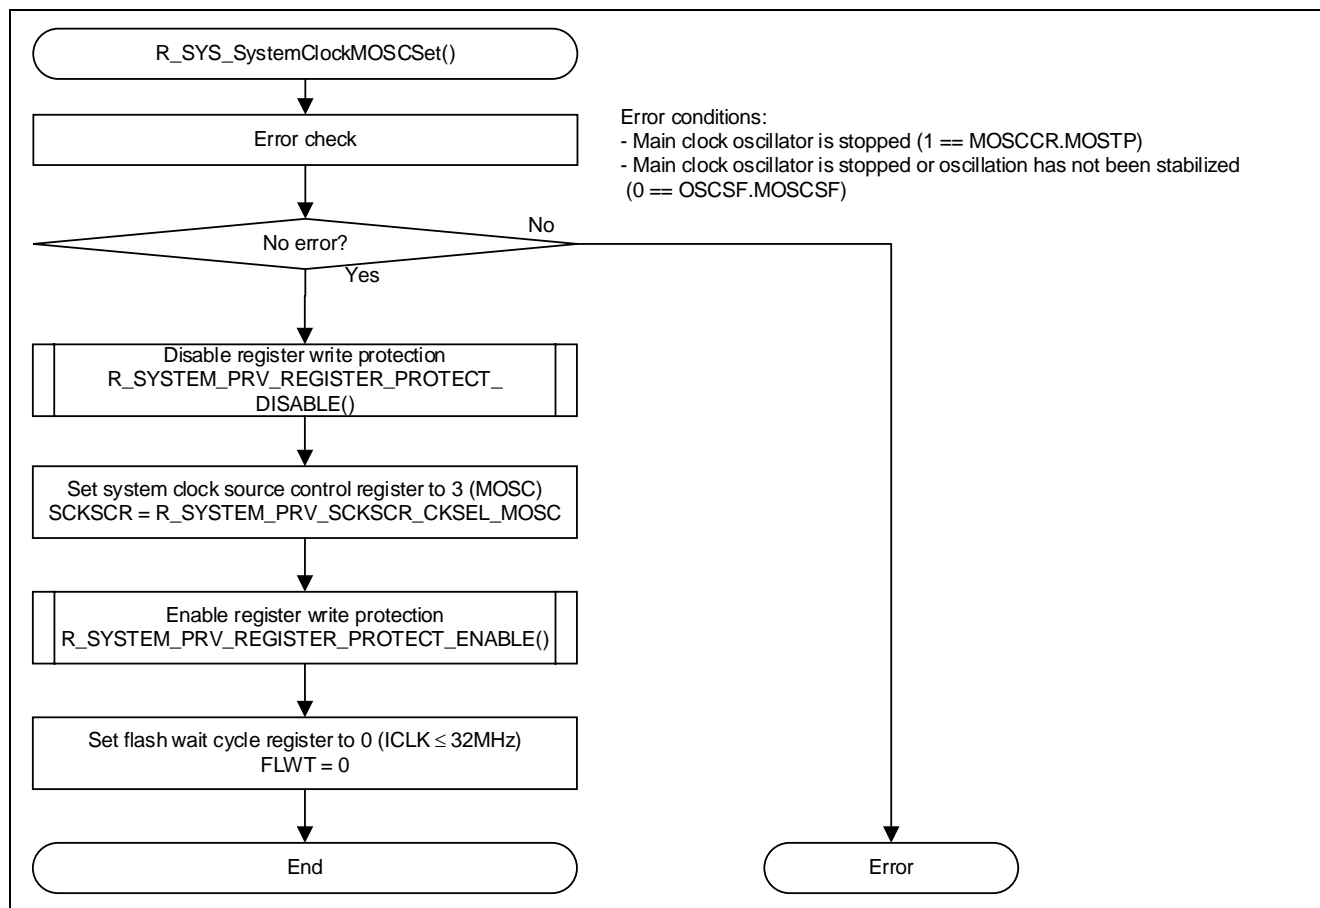 R_SYS_SystemClockMOSCSet()
Error check
Error conditions:
- Main clock oscillator is stopped (1 == MOSCCR.MOSTP)
- Main clock oscillator is stopped or oscillation has not been stabilized
(0 == OSCSF.MOSCSF)
No error?
No
Yes
Disable register write protection
R_SYSTEM_PRV_REGISTER_PROTECT_
DISABLE()
Set system clock source control register to 3 (MOSC)
SCKSCR = R_SYSTEM_PRV_SCKSCR_CKSEL_MOSC
Enable register write protection
R_SYSTEM_PRV_REGISTER_PROTECT_ENABLE()
Set flash wait cycle register to 0 (ICLK ≤ 32MHz)
FLWT = 0
End
Error